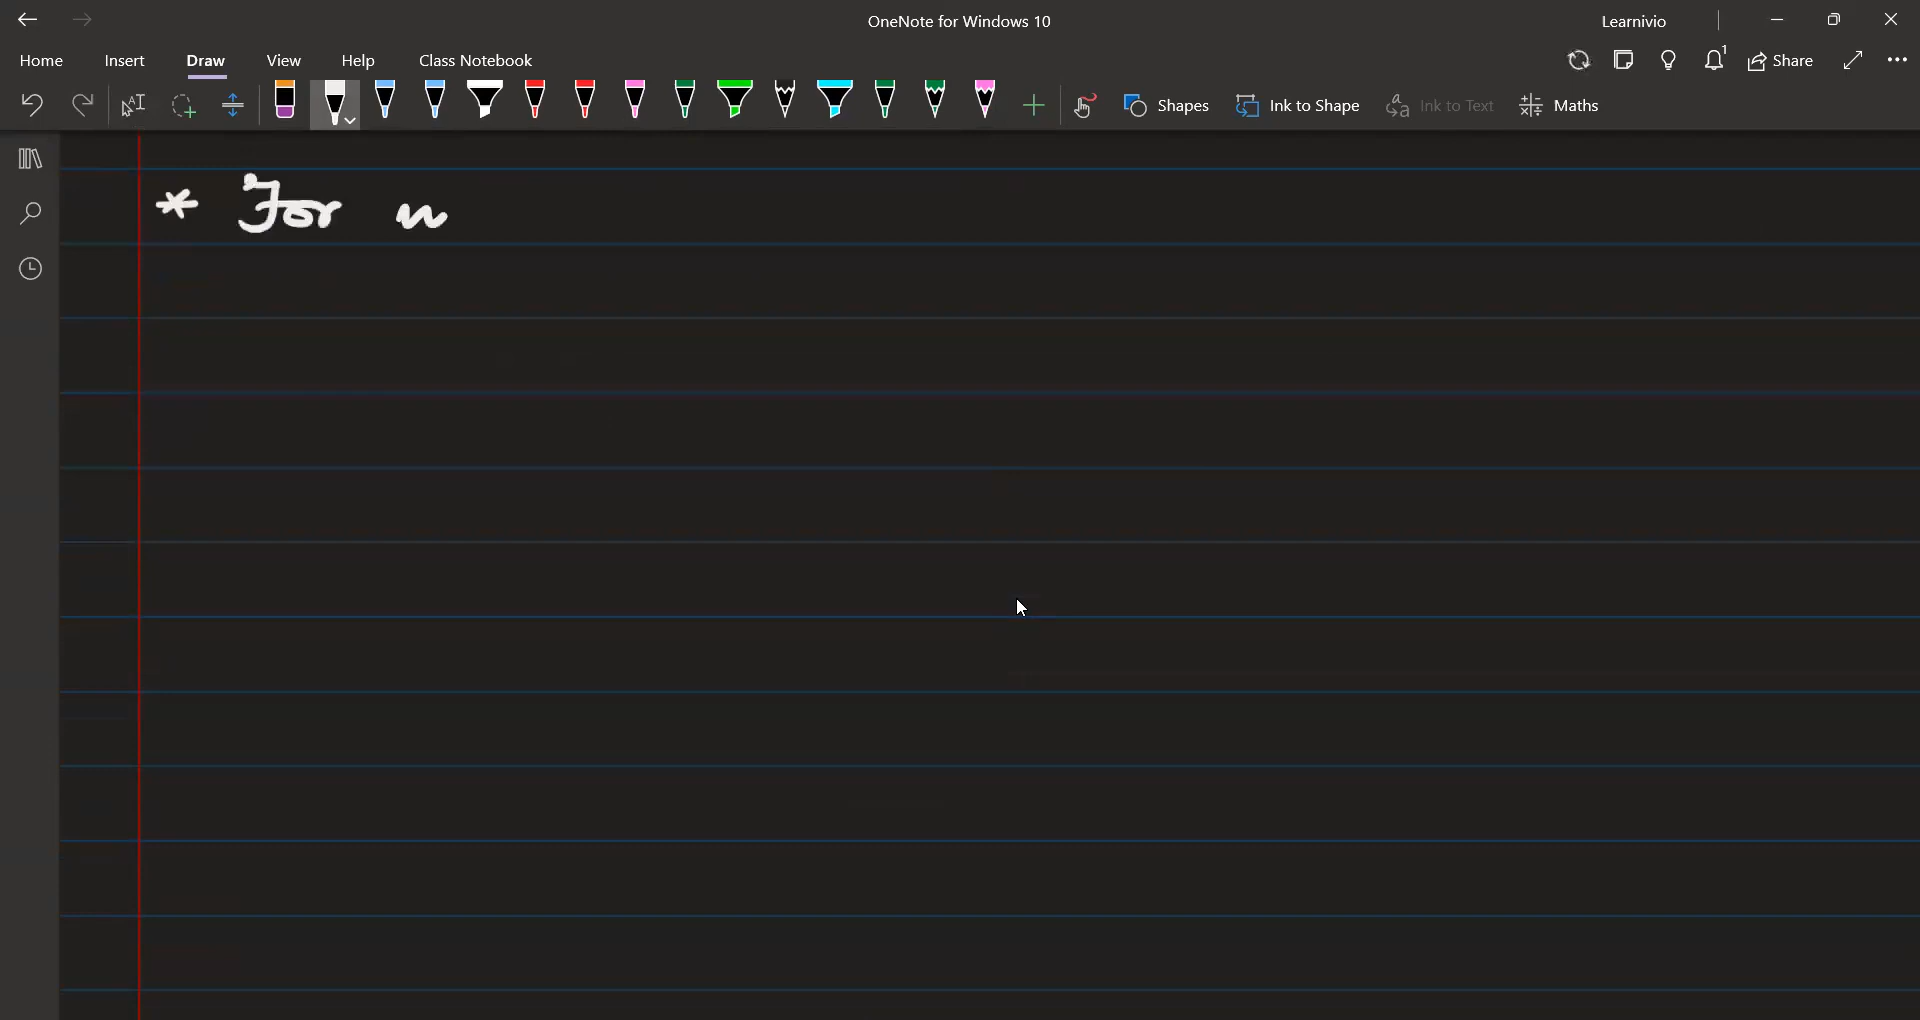 OneNote for Windows 10
Learnivio
Home Insert Draw View Help Class Notebook
1
Share
Shapes Ink to Shape Ink to Text Maths
* For n